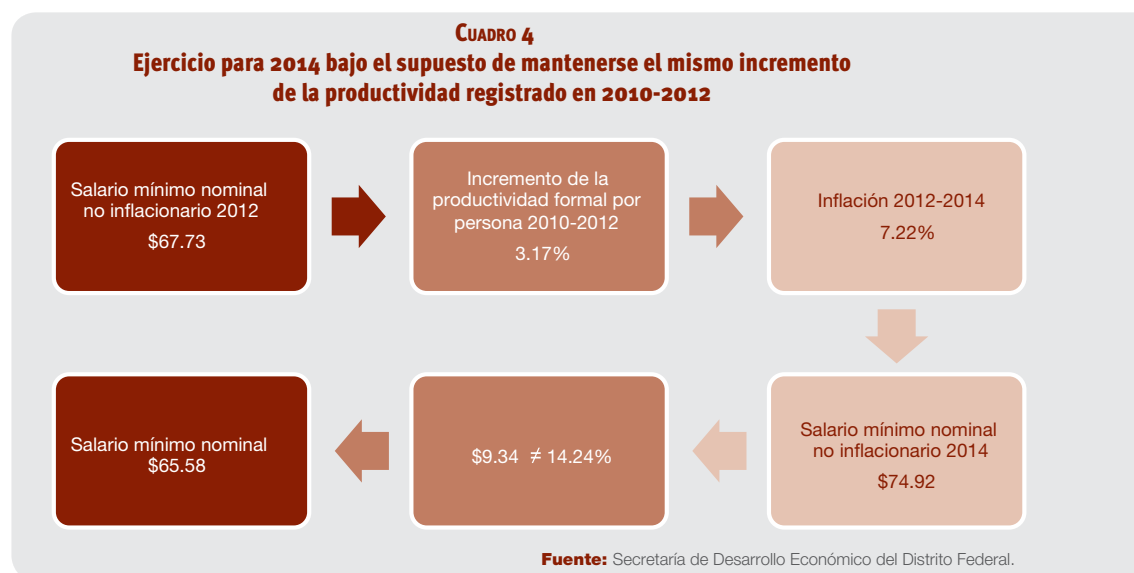 Cuadro 4
Ejercicio para 2014 bajo el supuesto de mantenerse el mismo incremento
de la productividad registrado en 2010-2012
Salario mínimo nominal
no inflacionario 2012
$67.73
Incremento de la
productividad formal por
persona 2010-2012
3.17%
Inflación 2012-2014
7.22%
Salario mínimo nominal
no inflacionario 2014
$74.92
$9.34 ≠ 14.24%
Salario mínimo nominal
$65.58
Fuente: Secretaría de Desarrollo Económico del Distrito Federal.